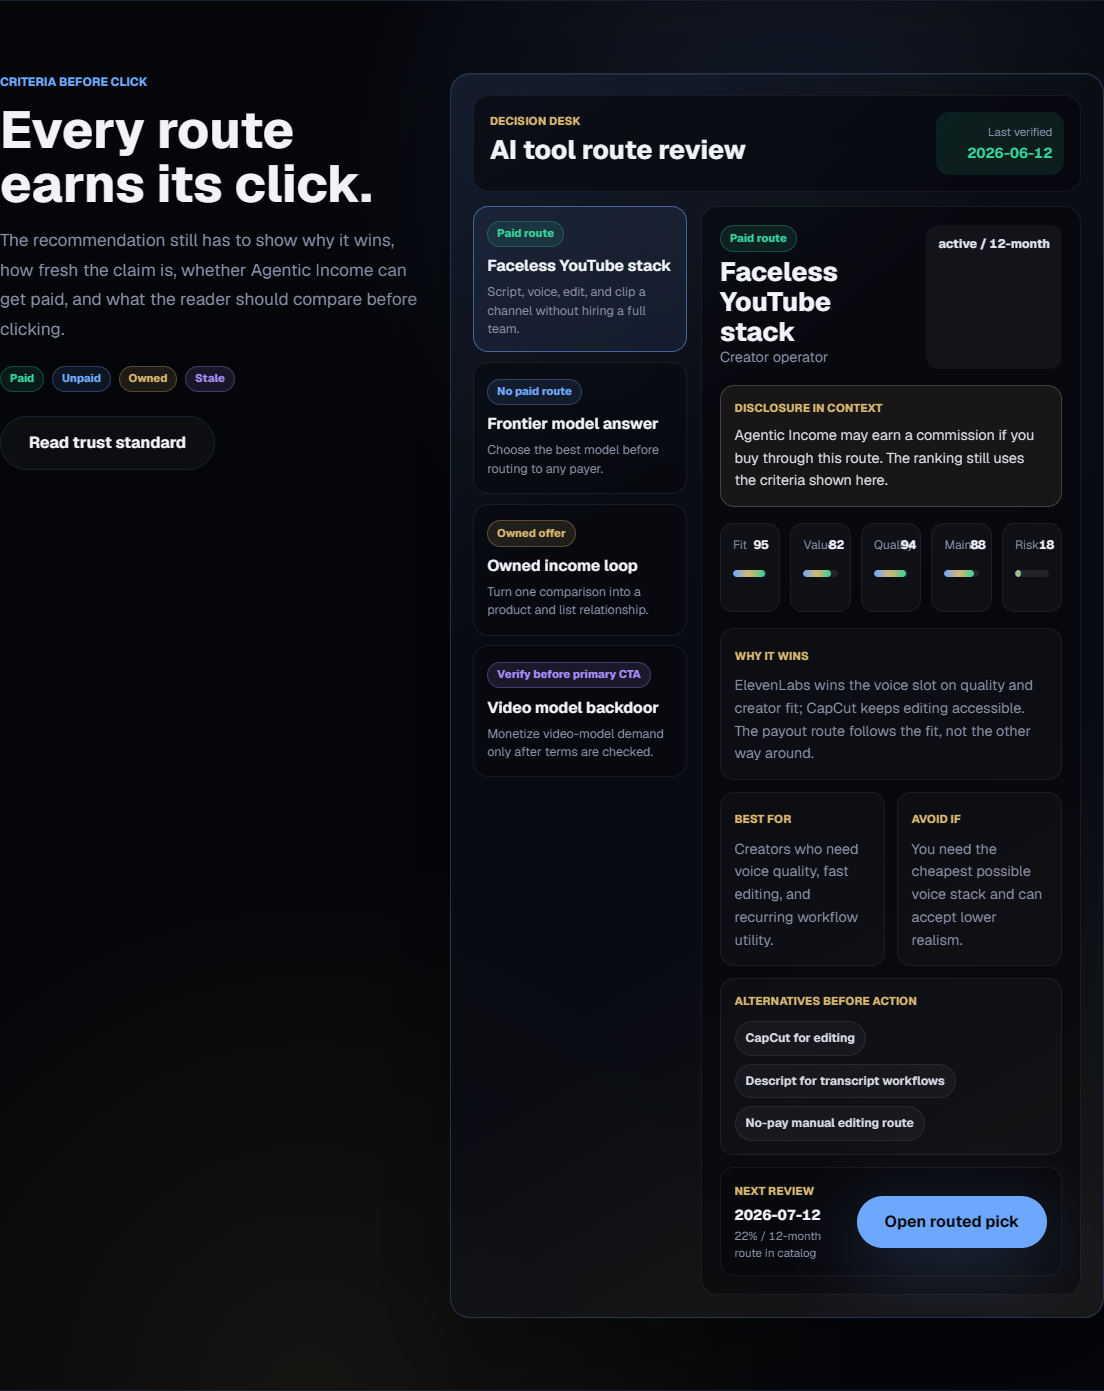 CRITERIA BEFORE CLICK
Every route
earns its click.
The recommendation still has to show why it wins,
how fresh the claim is, whether Agentic Income can
get paid, and what the reader should compare before
clicking.
Paid
Unpaid
Owned
Stale
Read trust standard
DECISION DESK
AI tool route review
Last verified
2026-06-12
Paid route
Faceless YouTube stack
Script, voice, edit, and clip a
channel without hiring a full
team.
No paid route
Frontier model answer
Choose the best model before
routing to any payer.
Owned offer
Owned income loop
Turn one comparison into a
product and list relationship.
Verify before primary CTA
Video model backdoor
Monetize video-model demand
only after terms are checked.
Paid route
Faceless
YouTube
stack
Creator operator
active / 12-month
DISCLOSURE IN CONTEXT
Agentic Income may earn a commission if you
buy through this route. The ranking still uses
the criteria shown here.
Fit 95
Value 82
Quality 94
88
Risk 18
WHY IT WINS
ElevenLabs wins the voice slot on quality and
creator fit; CapCut keeps editing accessible.
The payout route follows the fit, not the other
way around.
BEST FOR
Creators who need
voice quality, fast
editing, and
recurring workflow
utility.
AVOID IF
You need the
cheapest possible
voice stack and can
accept lower
realism.
ALTERNATIVES BEFORE ACTION
CapCut for editing
Descript for transcript workflows
No-pay manual editing route
NEXT REVIEW
2026-07-12
22% / 12-month
route in catalog
Open routed pick